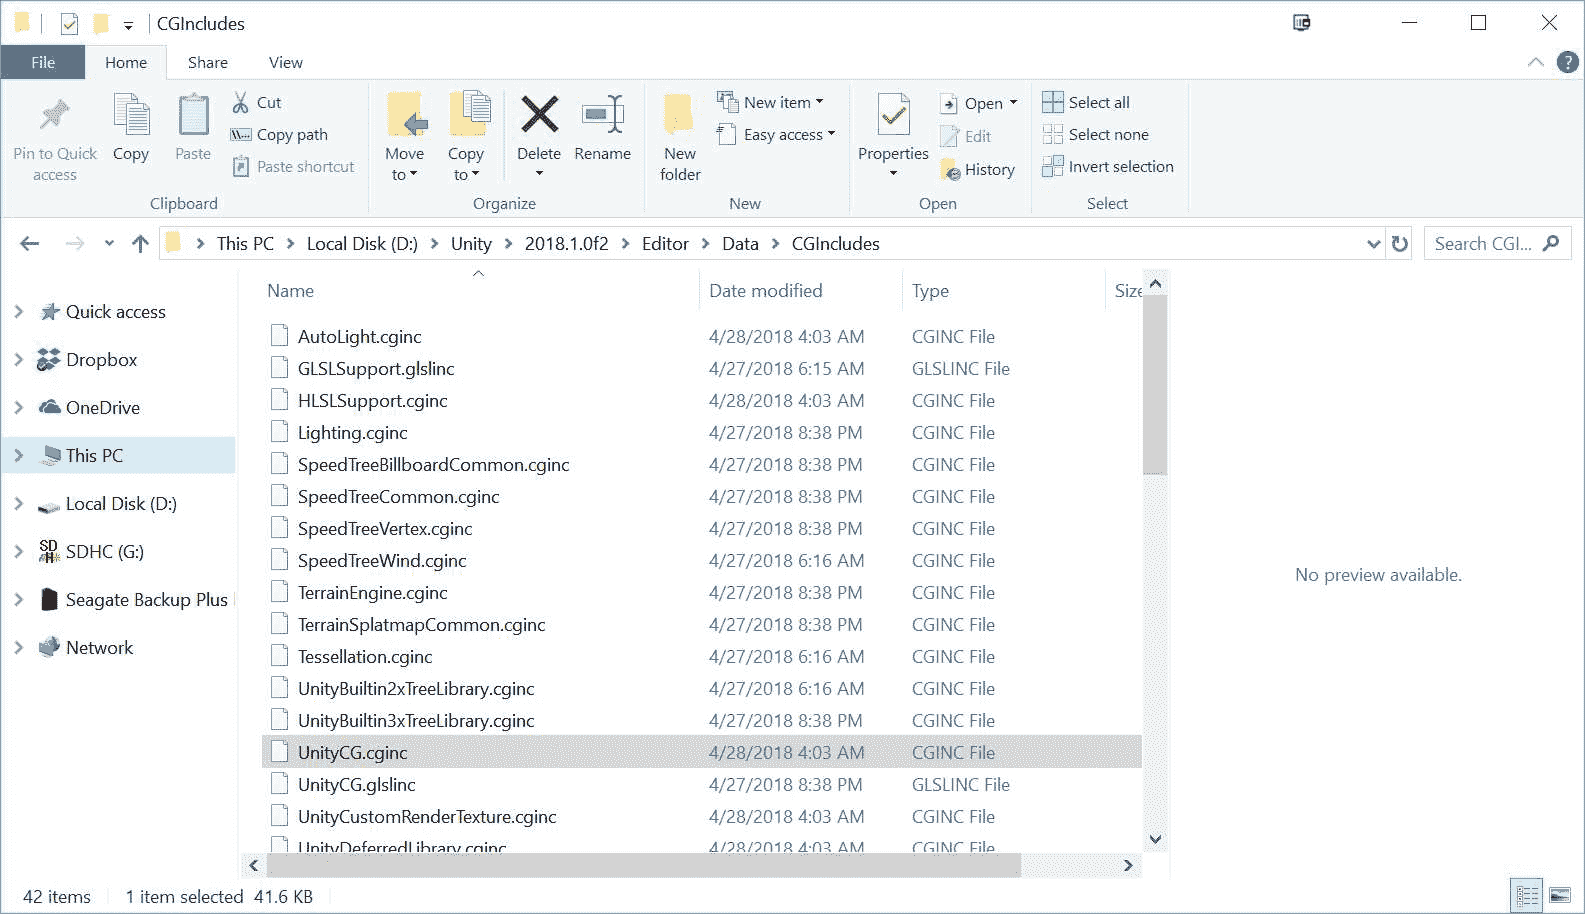 CGIncludes
File Home Share View
Pin to Quick access
Copy
Paste
Cut
Copy path
Paste shortcut
Clipboard
Move to
Copy to
Delete
Rename
Organize
New folder
New item
Easy access
New
Properties
Open
Edit
History
Open
Select all
Select none
Invert selection
Select
This PC Local Disk (D:) Unity 2018.1.0f2 Editor Data CGIncludes
Search CGI...
Quick access
Dropbox
OneDrive
This PC
Local Disk (D:)
SDHC (G:)
Seagate Backup Plus
Network
Name Date modified Type Size
AutoLight.cginc 4/28/2018 4:03 AM CGINC File
GLSLSupport.glslinc 4/27/2018 6:15 AM GLSLINC File
HLSLSupport.cginc 4/28/2018 4:03 AM CGINC File
Lighting.cginc 4/27/2018 8:38 PM CGINC File
SpeedTreeBillboardCommon.cginc 4/27/2018 8:38 PM CGINC File
SpeedTreeCommon.cginc 4/27/2018 8:38 PM CGINC File
SpeedTreeVertex.cginc 4/27/2018 8:38 PM CGINC File
SpeedTreeWind.cginc 4/27/2018 6:16 AM CGINC File
TerrainEngine.cginc 4/27/2018 8:38 PM CGINC File
TerrainSplatmapCommon.cginc 4/27/2018 8:38 PM CGINC File
Tessellation.cginc 4/27/2018 6:16 AM CGINC File
UnityBuiltin2xTreeLibrary.cginc 4/27/2018 6:16 AM CGINC File
UnityBuiltin3xTreeLibrary.cginc 4/27/2018 8:38 PM CGINC File
UnityCG.cginc 4/28/2018 4:03 AM CGINC File
UnityCG.glslinc 4/27/2018 8:38 PM GLSLINC File
UnityCustomRenderTexture.cginc 4/28/2018 4:03 AM CGINC File
UnityDeferredLibrary.cginc 4/28/2018 4:03 AM CGINC File
No preview available.
42 items 1 item selected 41.6 KB